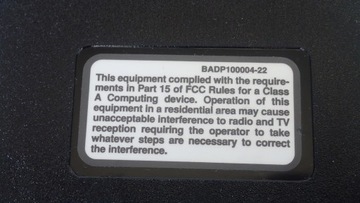 BADP100004-22
This equipment complied with the require-
ments in Part 15 of FCC Rules for a Class
A Computing device. Operation of this
equipment in a residential area may cause
unacceptable interference to radio and TV
reception requiring the operator to take
whatever steps are necessary to correct
the interference.